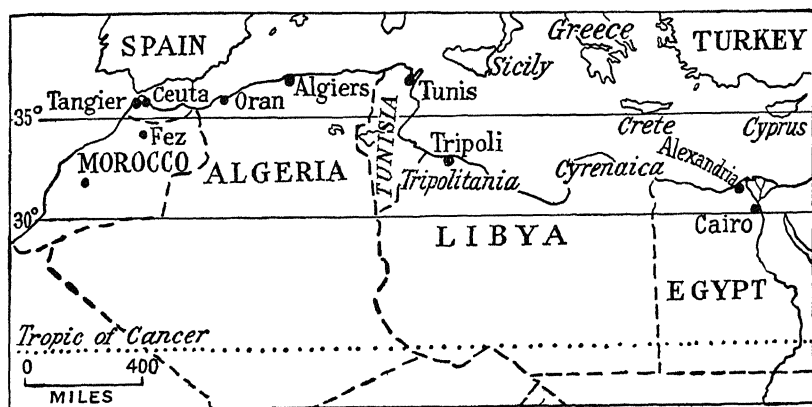 SPAIN
Greece
TURKEY
Sicily
Tangier
Ceuta
Oran
Algiers
Tunis
35°
Crete
Cyprus
Fez
MOROCCO
ALGERIA
TUNISIA
Tripoli
Tripolitania
Cyrenaica
Alexandria
30°
Cairo
LIBYA
EGYPT
Tropic of Cancer
0 400
MILES